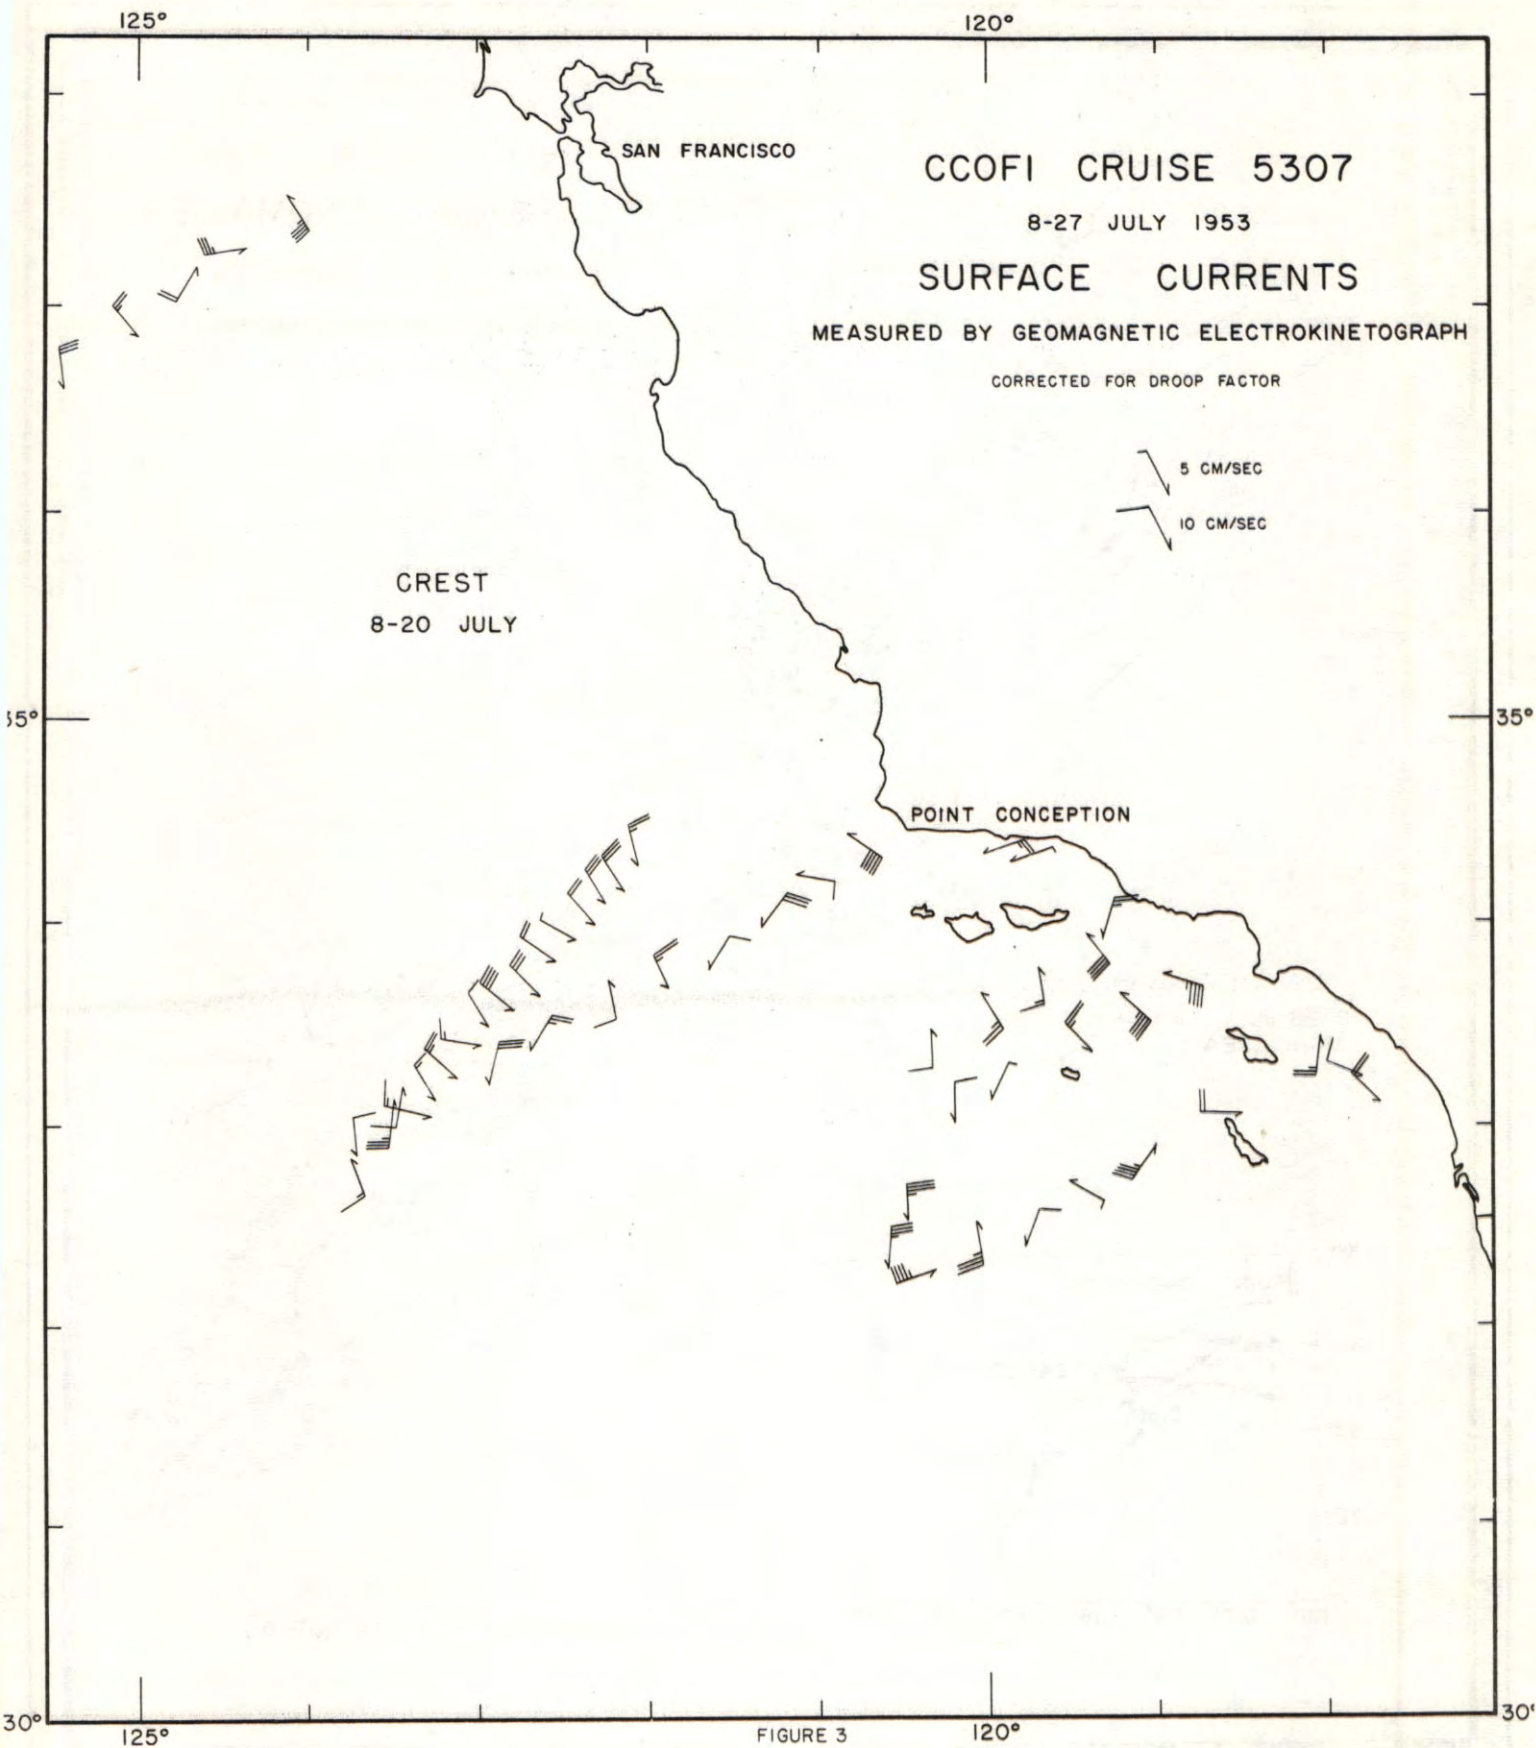 125°
120°
SAN FRANCISCO
CCOFI CRUISE 5307
8-27 JULY 1953
SURFACE CURRENTS
MEASURED BY GEOMAGNETIC ELECTROKINETOGRAPH
CORRECTED FOR DROOP FACTOR
5 CM/SEC
10 CM/SEC
CREST
8-20 JULY
35°
35°
POINT CONCEPTION
30°
30°
125°
120°
FIGURE 3